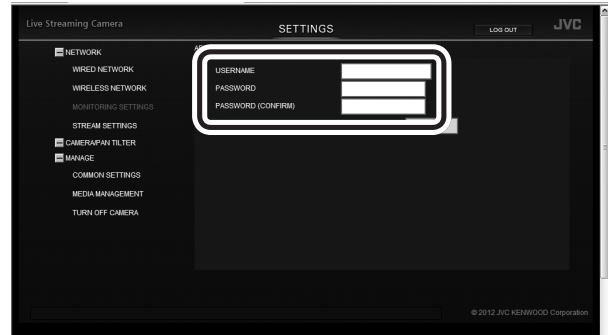 Live Streaming Camera
SETTINGS
LOG OUT
JVC
NETWORK
WIRED NETWORK
WIRELESS NETWORK
MONITORING SETTINGS
STREAM SETTINGS
CAMERA/PAN TILTER
MANAGE
COMMON SETTINGS
MEDIA MANAGEMENT
TURN OFF CAMERA
USERNAME
PASSWORD
PASSWORD (CONFIRM)
© 2012 JVC KENWOOD Corporation